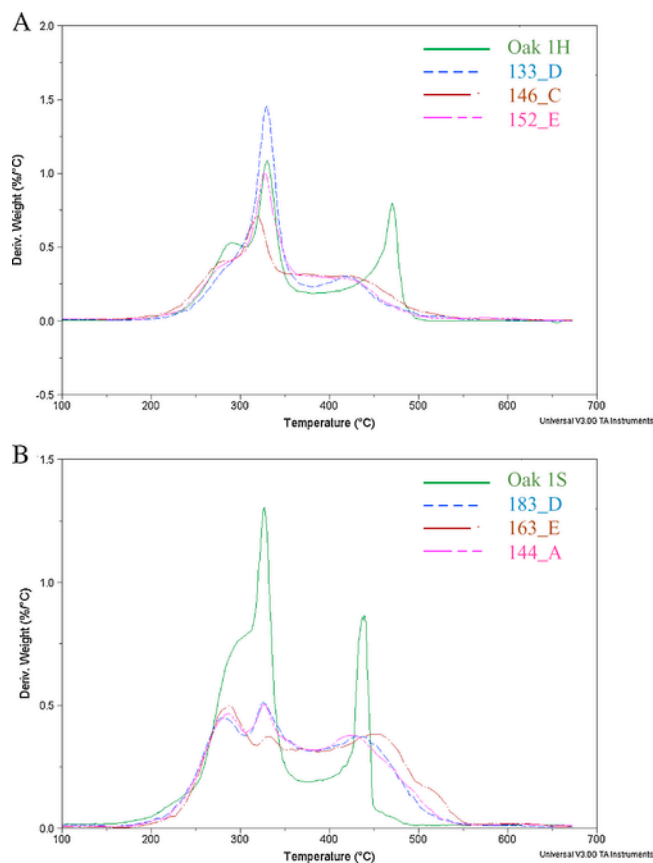 A
2.0
Oak 1H
133_D
146_C
152_E
1.5
1.0
0.5
0.0
-0.5
Deriv. Weight (%/°C)
100 200 300 400 500 600 700
Temperature (°C)
Universal V3.0G TA Instruments
B
1.5
Oak 1S
183_D
163_E
144_A
1.0
0.5
0.0
Deriv. Weight (%/°C)
100 200 300 400 500 600 700
Temperature (°C)
Universal V3.0G TA Instruments